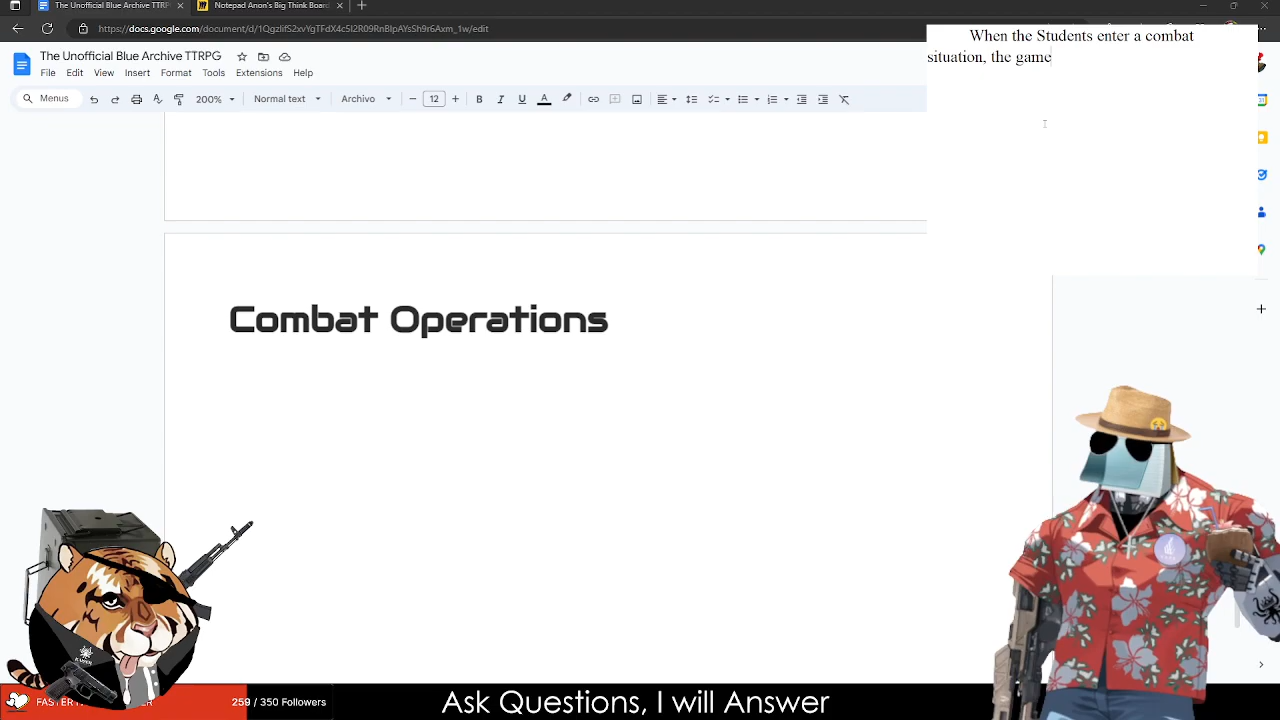 The Unofficial Blue Archive TTRP
Notepad Anon's Big Think Board
https://docs.google.com/document/d/1QgzIifS2xvYgTFdX4c5I2R09RnBIpAYsSh9r6Axm_1w/edit
The Unofficial Blue Archive TTRPG
File Edit View Insert Format Tools Extensions Help
Menus 200% Normal text Archivo 12
When the Students enter a combat
situation, the game
Combat Operations
259 / 350 Followers
Ask Questions, I will Answer